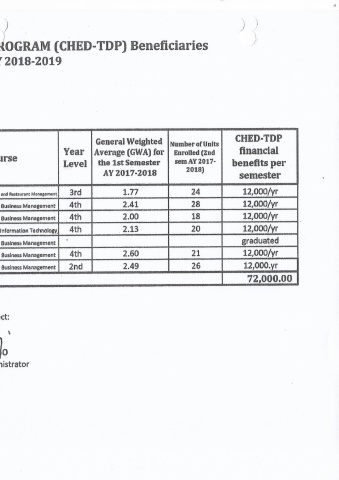 ROGRAM (CHED-TDP) Beneficiaries
Y 2018-2019
urse Year Level General Weighted Average (GWA) for the 1st Semester AY 2017-2018 Number of Units Enrolled (2nd sem AY 2017-2018) CHED-TDP financial benefits per semester
and Restaurant Management 3rd 1.77 24 12,000/yr
Business Management 4th 2.41 28 12,000/yr
Business Management 4th 2.00 18 12,000/yr
Information Technology 4th 2.13 20 12,000/yr
Business Management graduated
Business Management 4th 2.60 21 12,000/yr
Business Management 2nd 2.49 26 12,000.yr
72,000.00
ect:
o
nistrator